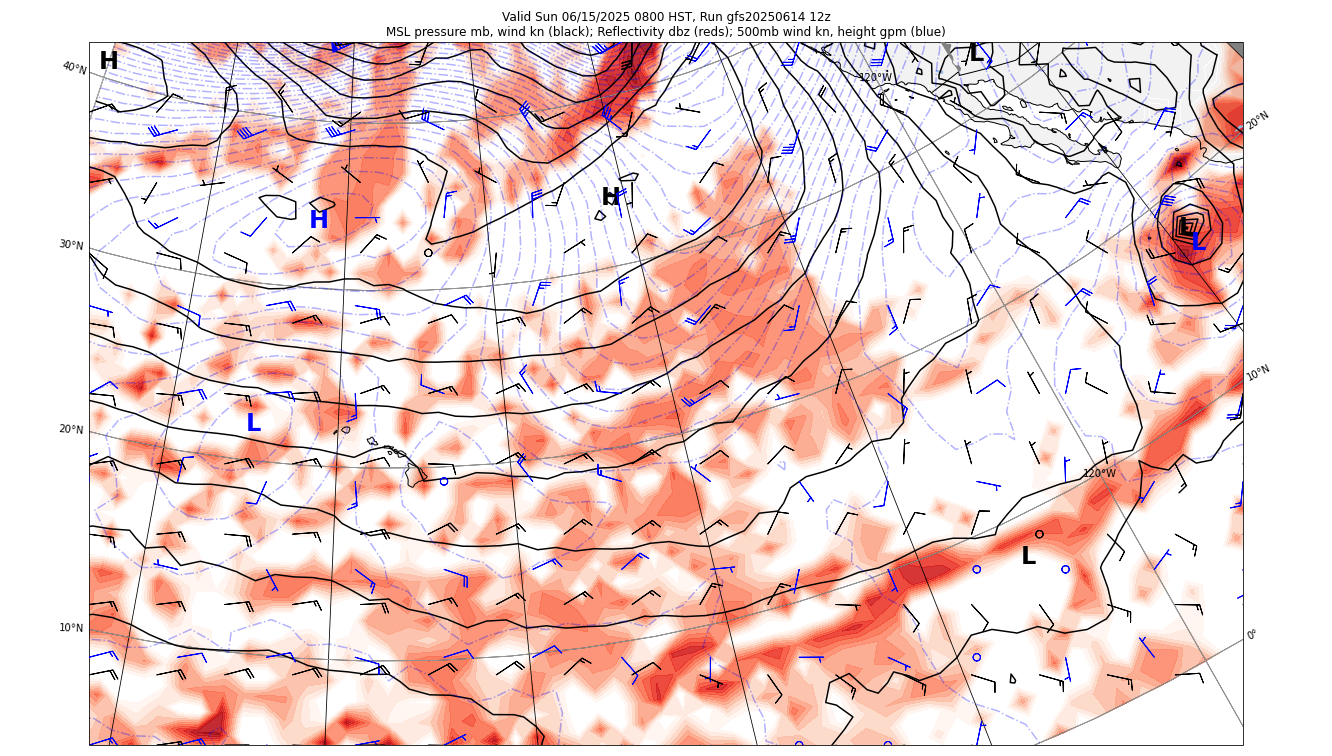 Valid Sun 06/15/2025 0800 HST, Run gfs20250614 12z
MSL pressure mb, wind kn (black); Reflectivity dbz (reds); 500mb wind kn, height gpm (blue)
L
L
H
40°N
120°W
20°N
H
H
L
L
30°N
10°N
L
20°N
120°W
L
10°N
0°